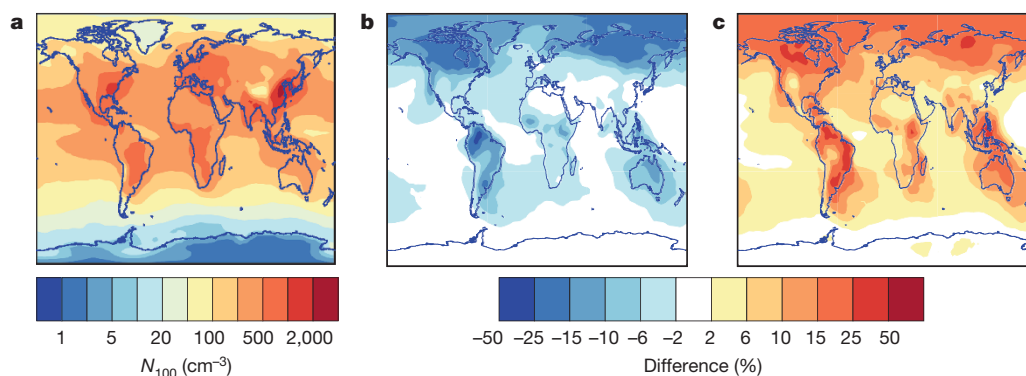 a
b
c
1 5 20 100 500 2,000
N100 (cm–3)
–50 –25 –15 –10 –6 –2 2 6 10 15 25 50
Difference (%)